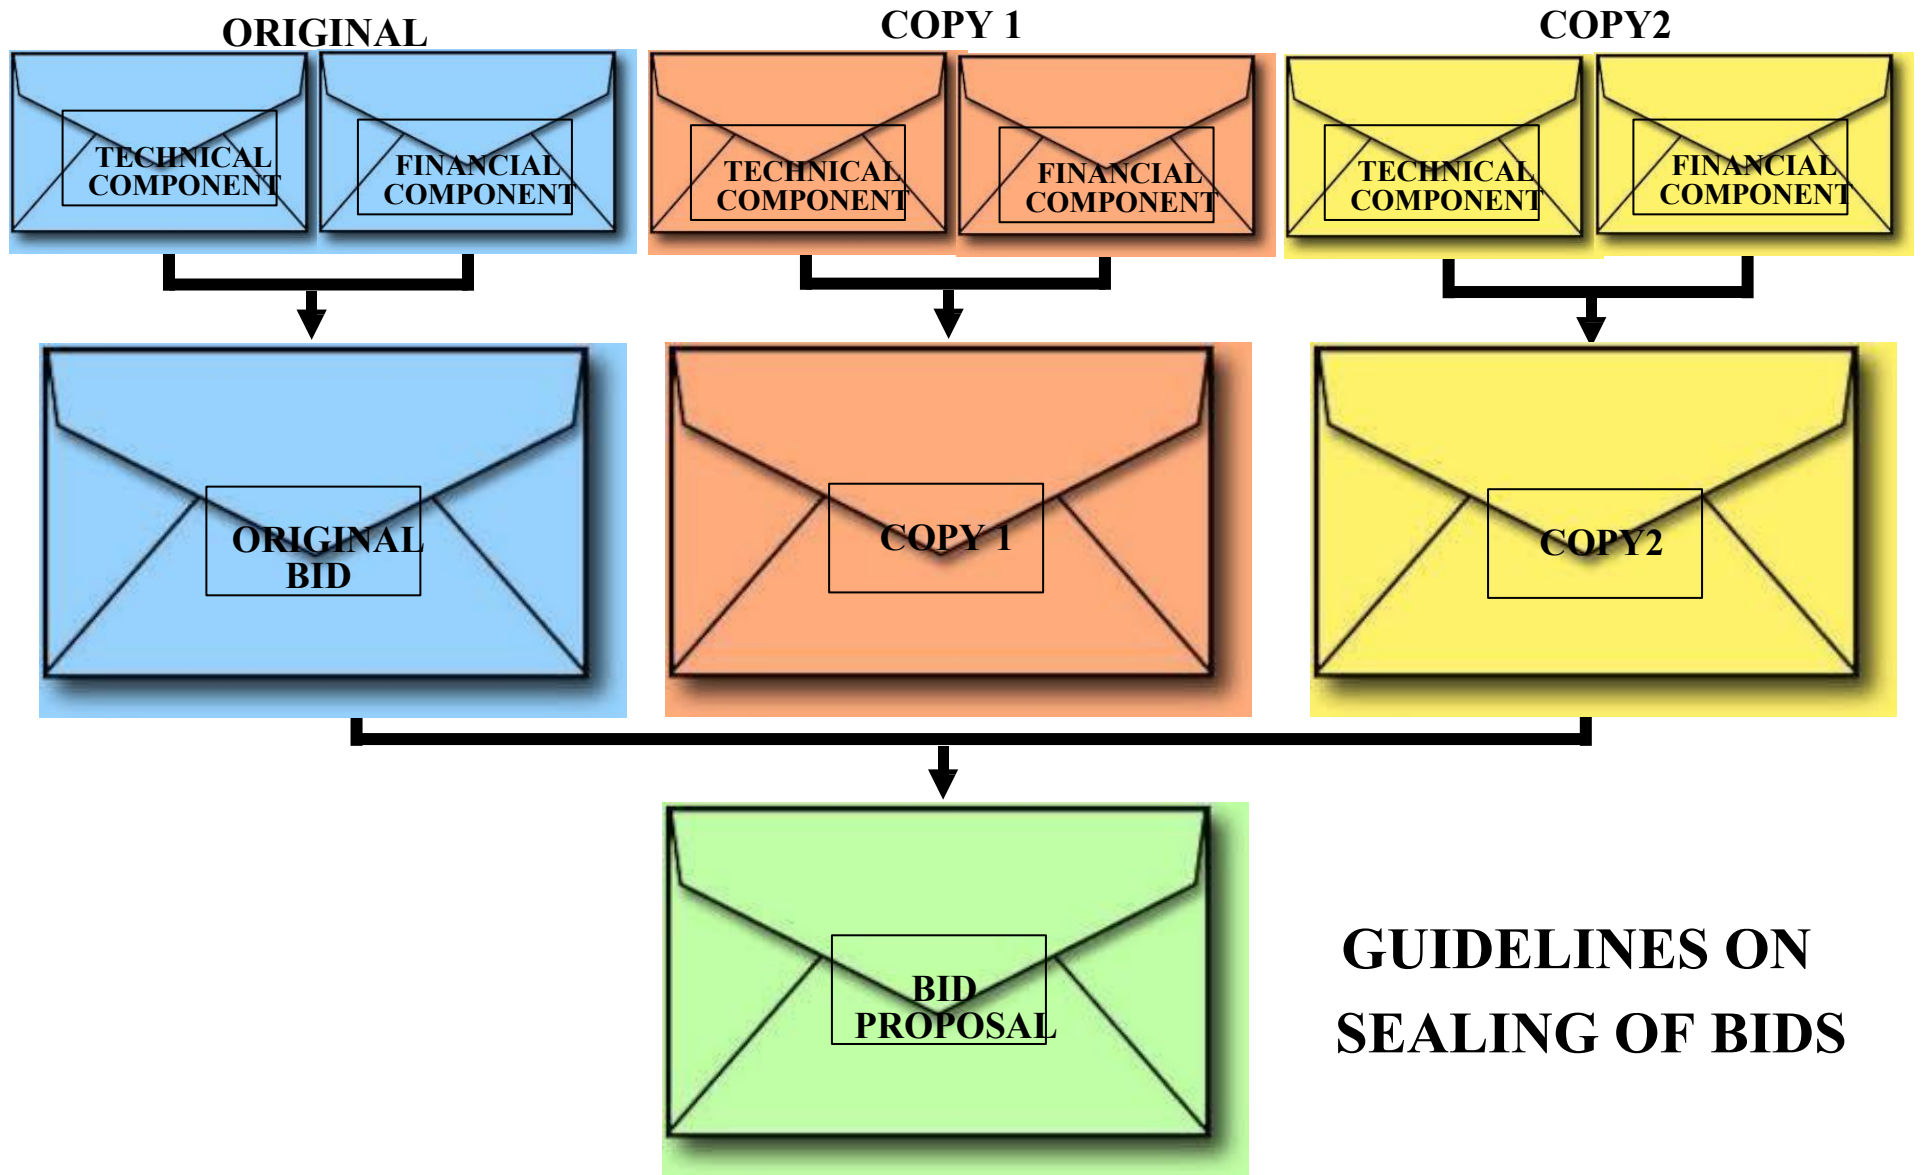 ORIGINAL
COPY 1
COPY2
TECHNICAL
COMPONENT
FINANCIAL
COMPONENT
TECHNICAL
COMPONENT
FINANCIAL
COMPONENT
TECHNICAL
COMPONENT
FINANCIAL
COMPONENT
ORIGINAL
BID
COPY 1
COPY2
BID
PROPOSAL
GUIDELINES ON
SEALING OF BIDS